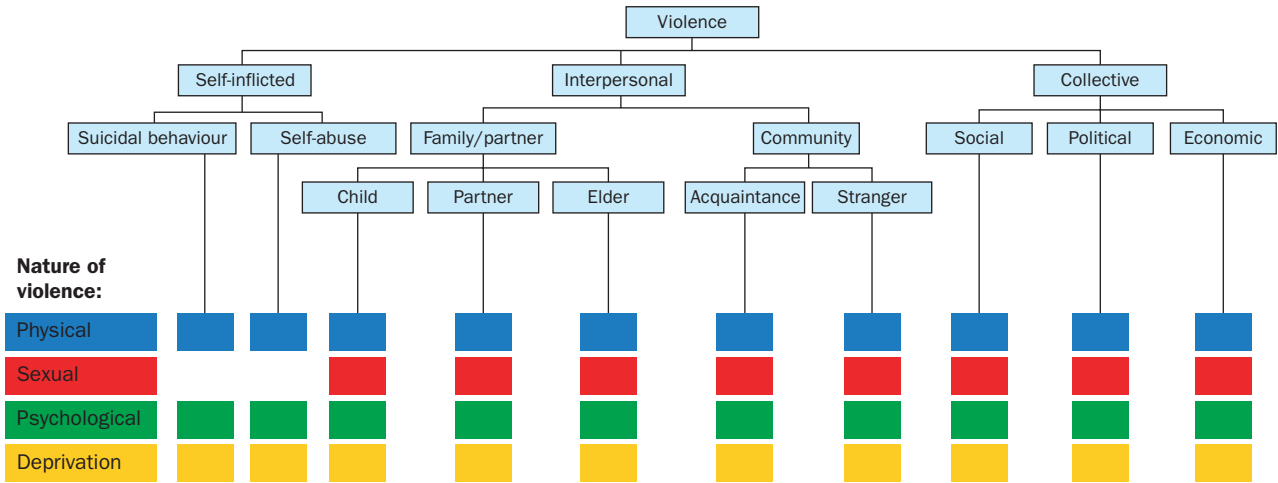 Violence
Self-inflicted
Interpersonal
Collective
Suicidal behaviour
Self-abuse
Family/partner
Community
Social
Political
Economic
Child
Partner
Elder
Acquaintance
Stranger
Nature of
violence:
Physical
Sexual
Psychological
Deprivation